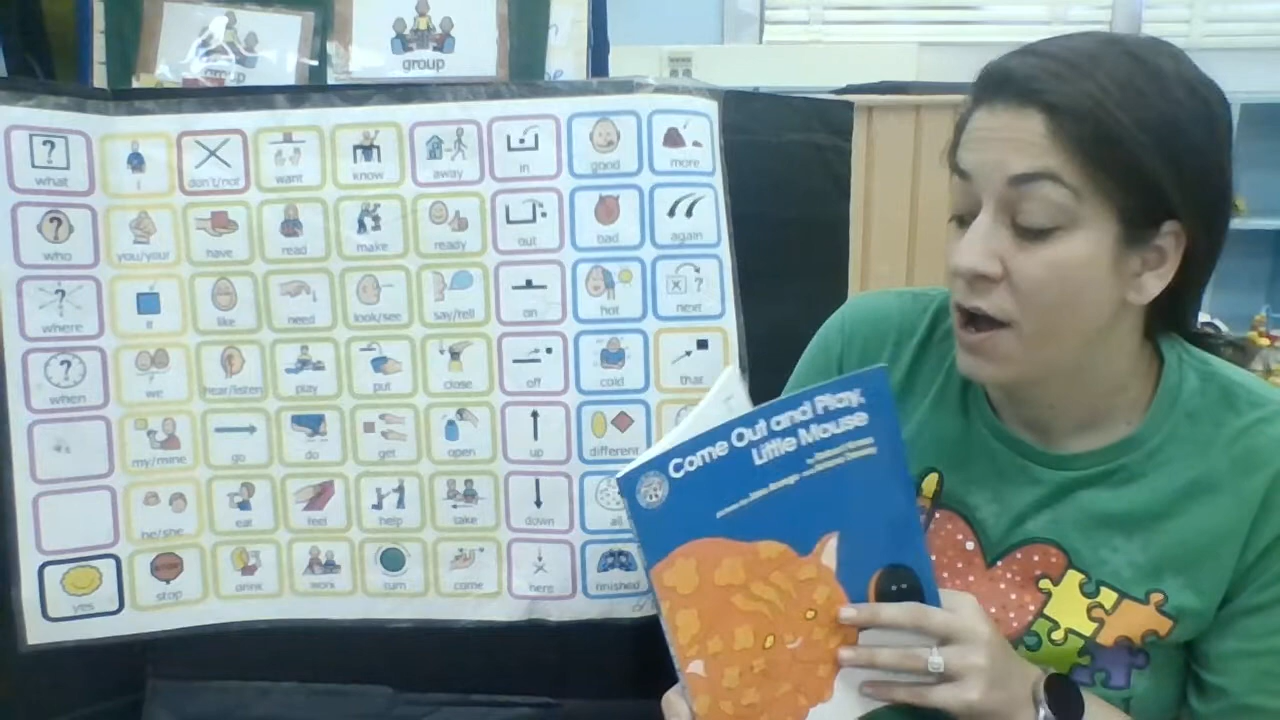 group
what
I
don't/not
want
know
away
in
good
more
who
you/your
have
read
make
ready
out
bad
again
where
it
like
need
look/see
say/tell
on
hot
next
when
we
hear/listen
play
put
close
off
cold
that
my/mine
go
do
get
open
up
different
he/she
eat
feel
help
take
down
all
yes
stop
drink
work
turn
come
here
finished
Come Out and Play,
Little Mouse